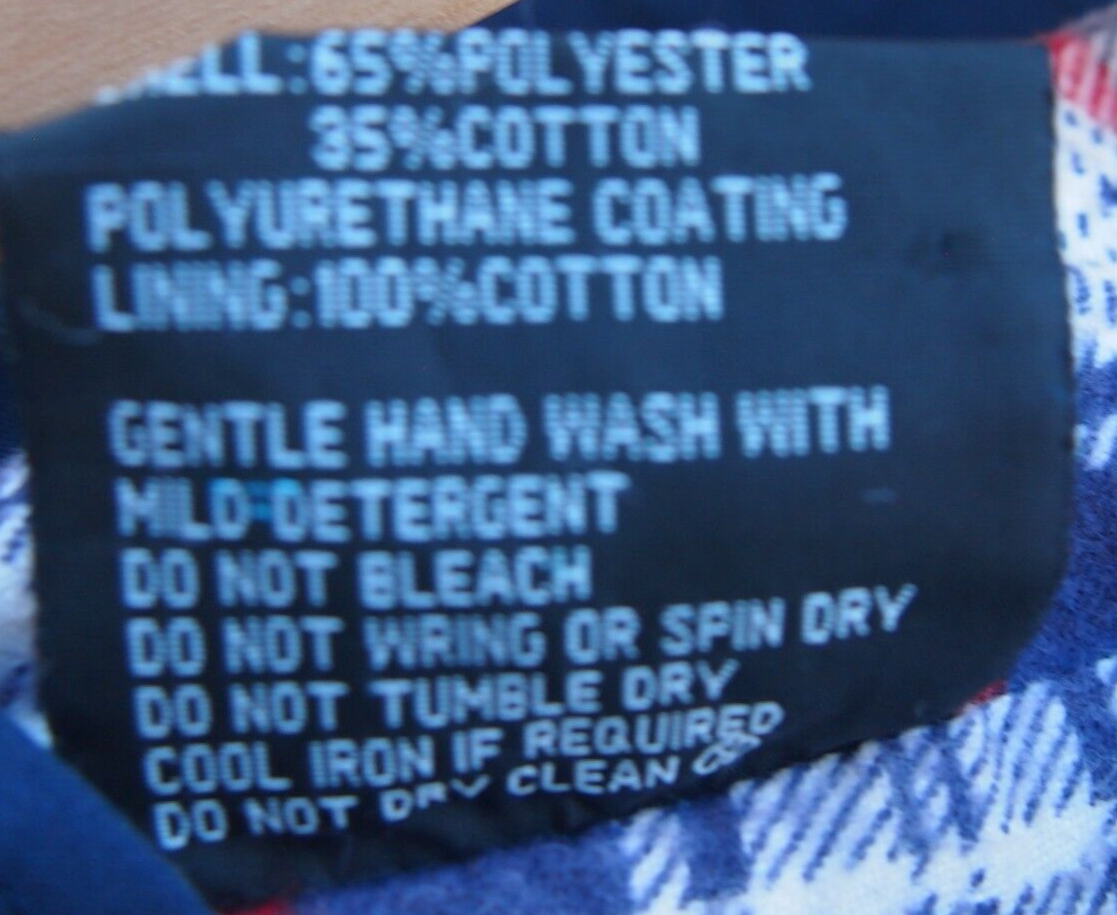 SHELL:65%POLYESTER
35%COTTON
POLYURETHANE COATING
LINING:100%COTTON
GENTLE HAND WASH WITH
MILD DETERGENT
DO NOT BLEACH
DO NOT WRING OR SPIN DRY
DO NOT TUMBLE DRY
COOL IRON IF REQUIRED
DO NOT DRY CLEAN